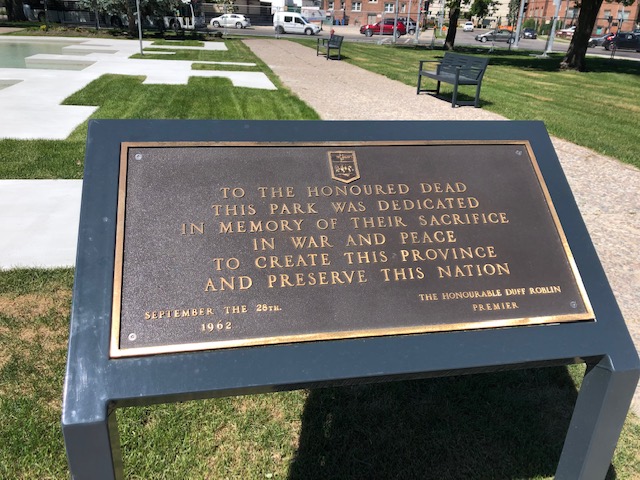 TO THE HONOURED DEAD
THIS PARK WAS DEDICATED
IN MEMORY OF THEIR SACRIFICE
IN WAR AND PEACE
TO CREATE THIS PROVINCE
AND PRESERVE THIS NATION
SEPTEMBER THE 28TH.
1962
THE HONOURABLE DUFF ROBLIN
PREMIER